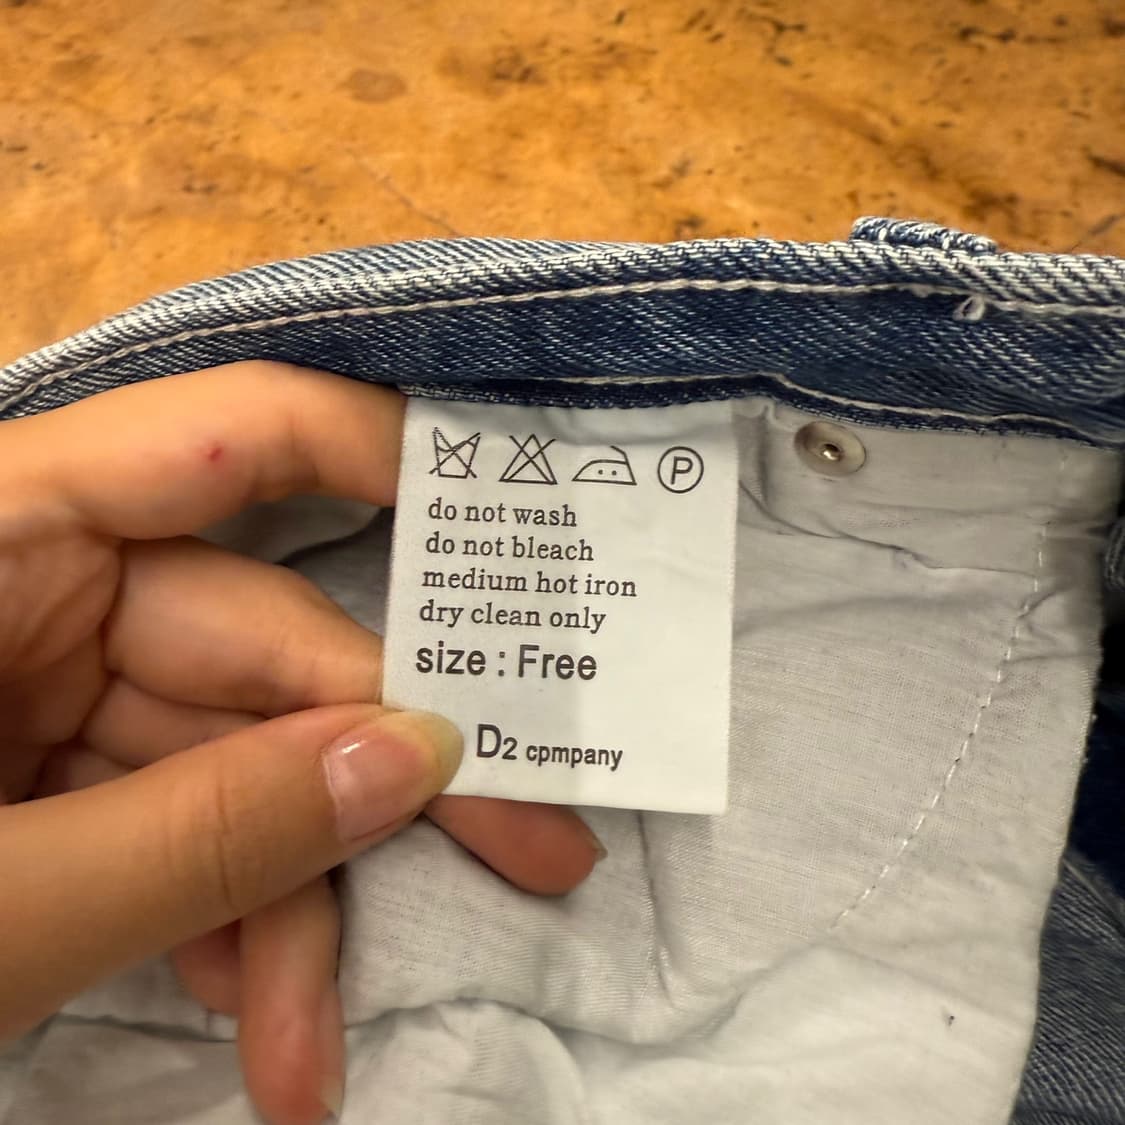 P
do not wash
do not bleach
medium hot iron
dry clean only
size : Free
D2 cpmpany